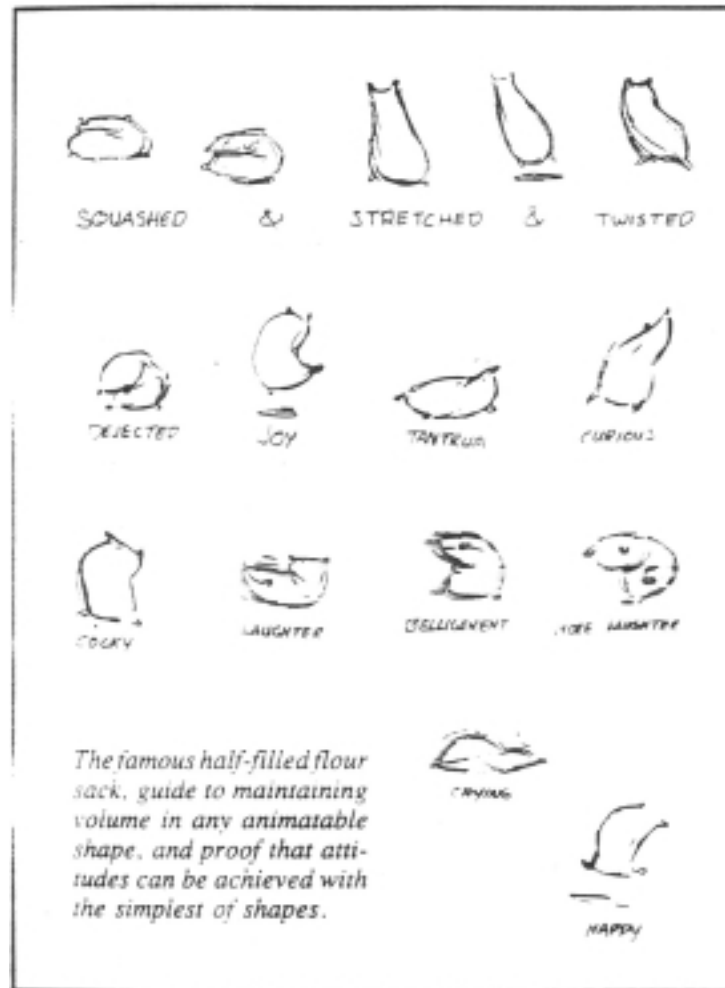 SQUASHED & STRETCHED & TWISTED
DEJECTED JOY TANTRUM CURIOUS
COCKY LAUGHTER BELLIGERENT MORE LAUGHTER
The famous half-filled flour
sack, guide to maintaining
volume in any animatable
shape, and proof that atti-
tudes can be achieved with
the simplest of shapes.
CRYING
HAPPY